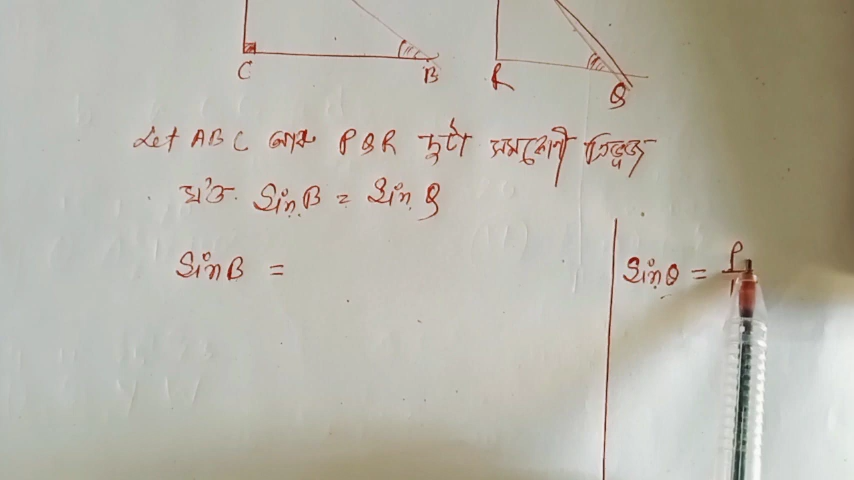 C B R Q
Let ABC আৰু PQR দুটা সমকোণী ত্ৰিভুজ
য'ত Sin B = Sin Q
Sin B =
Sin θ = P